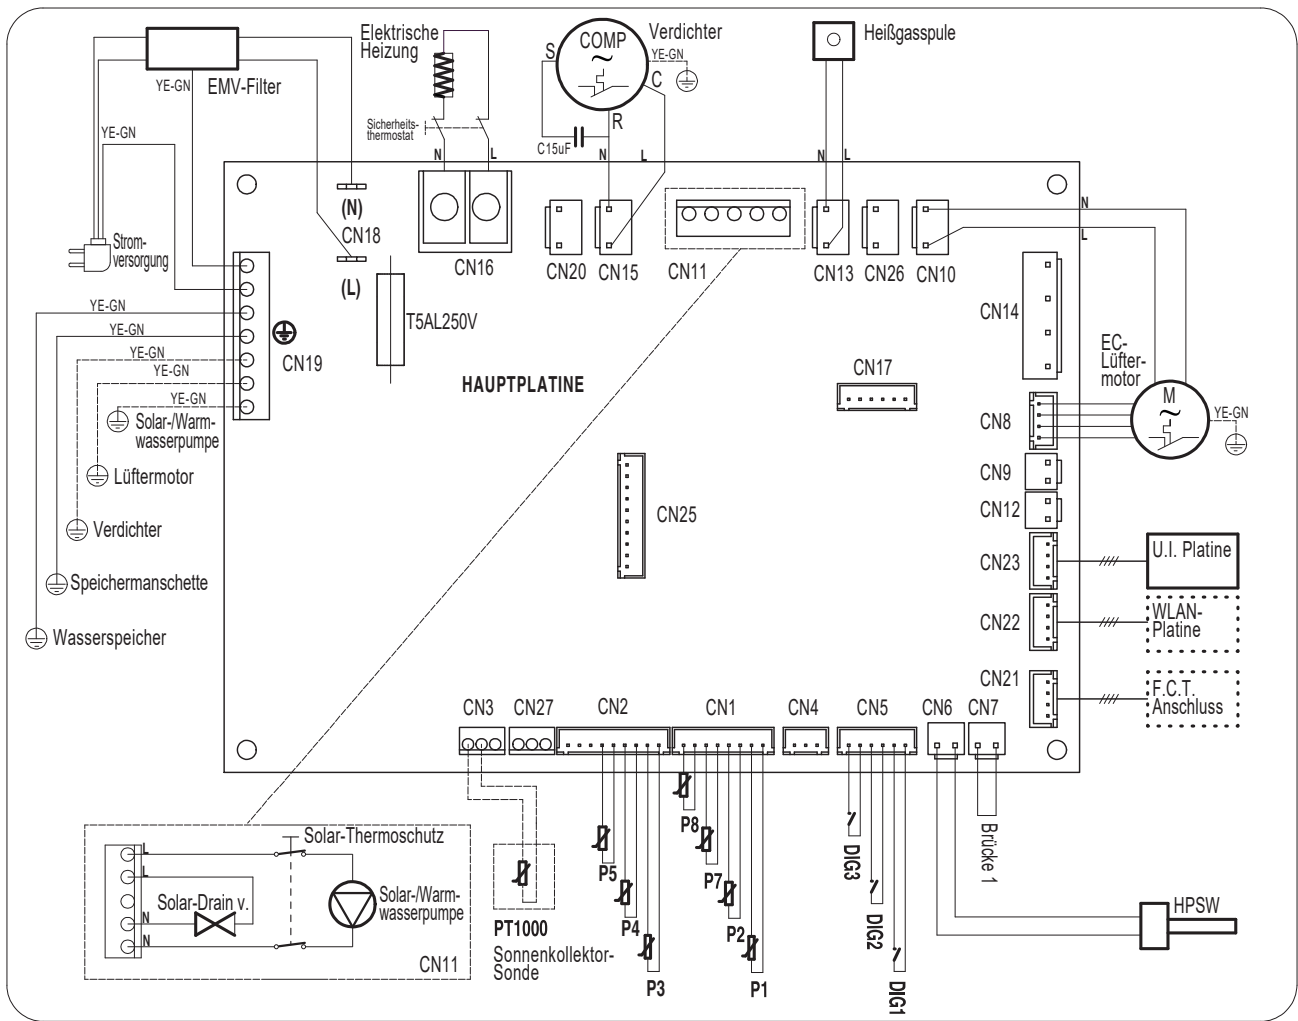 Elektrische
Heizung
COMP
S
Verdichter
YE-GN
C
R
Heißgasspule
EMV-Filter
YE-GN
YE-GN
Sicherheits-
thermostat
C15uF
N
L
N
L
N
L
N
L
(N)
CN18
(L)
Strom-
versorgung
CN16
CN20
CN15
CN11
CN13
CN26
CN10
CN14
T5AL250V
CN19
YE-GN
YE-GN
YE-GN
YE-GN
YE-GN
Solar-/Warm-
wasserpumpe
Lüftermotor
Verdichter
Speichermanschette
Wasserspeicher
HAUPTPLATINE
CN17
CN25
EC-
Lüfter-
motor
M
YE-GN
CN8
CN9
CN12
CN23
U.I. Platine
CN22
WLAN-
Platine
CN21
F.C.T.
Anschluss
CN3
CN27
CN2
CN1
CN4
CN5
CN6
CN7
P8
P5
P7
P4
P2
P3
P1
DIG3
DIG2
DIG1
Brücke 1
HPSW
PT1000
Sonnenkollektor-
Sonde
Solar-Thermoschutz
L
L
Solar-Drain v.
N
N
Solar-/Warm-
wasserpumpe
CN11